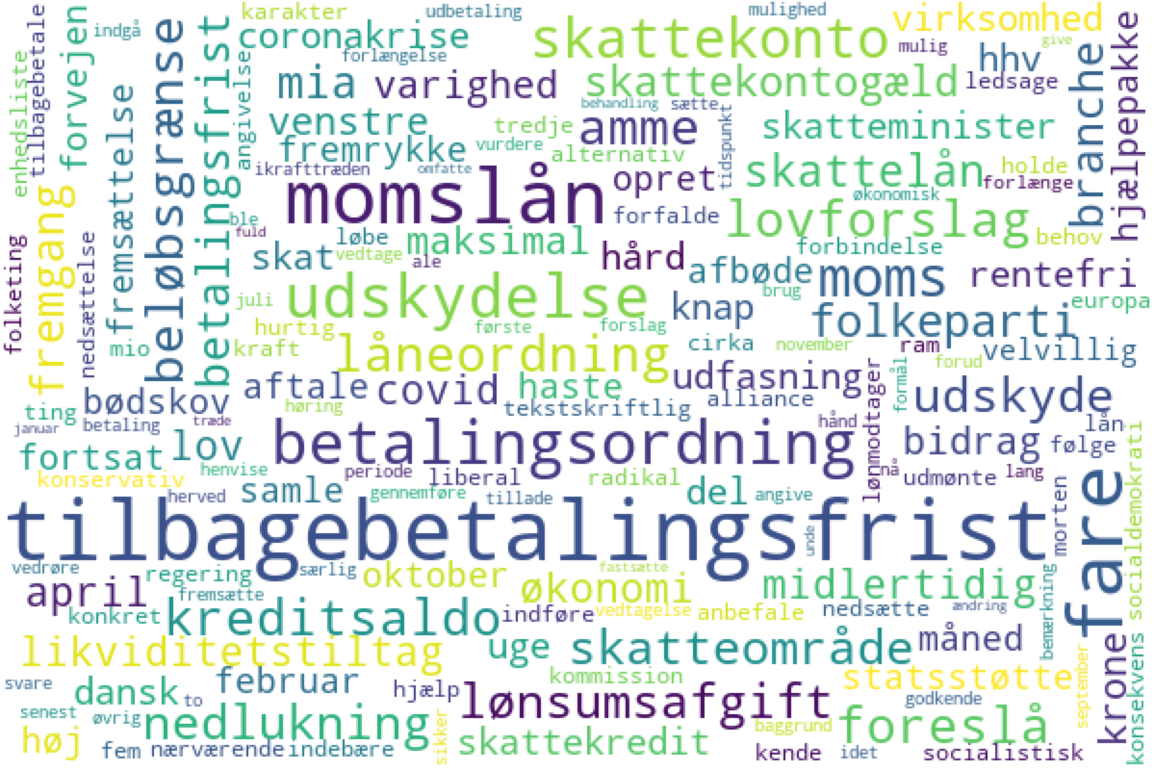 karakter
udbetaling
mulighed
virksomhed
indgå
tilbagebetale
forvejen
beløbsgrænse
betalingsfrist
coronakrise
forlængelse
skattekonto
mulig
give
hhv
branche
hjælpepakke
enhedsliste
fremsættelse
angivelse
mia
varighed
skattekontogæld
ledsage
behandling
sætte
tidspunkt
venstre
tredje
amme
skatteminister
fremrykke
vurdere
alternativ
skattelån
holde
forlænge
ikrafttræden
omfatte
momslån
opret
økonomisk
fremgang
ble
fuld
løbe
forfalde
lovforslag
behov
folketing
nedsættelse
skat
vedtage
maksimal
ale
hård
afbøde
forbindelse
moms
rentefri
juli
udskydelse
knap
brug
europa
hurtig
første
forslag
folkeparti
mio
kraft
låneordning
cirka
november
ram
velvillig
aftale
covid
haste
udfasning
lønmodtager
formål
forud
udskyde
bødskov
høring
tekstskriftlig
alliance
ting
betaling
træde
januar
lov
betalingsordning
hånd
bidrag
lån
følge
fortsat
henvise
periode
liberal
radikal
nå
udmønte
lang
konservativ
herved
samle
gennemføre
tillade
del
angive
morten
fare
socialdemokrati
tilbagebetalingsfrist
unde
vedrøre
regering
særlig
oktober
fastsætte
økonomi
midlertidig
bemærkning
april
fremsætte
konkret
kreditsaldo
indføre
vedtagelse
anbefale
nedsætte
ændring
likviditetstiltag
uge
skatteområde
måned
krone
konsekvens
svare
dansk
to
februar
hjælp
kommission
statsstøtte
september
senest
øvrig
nedlukning
sikker
lønsumsafgift
baggrund
godkende
foreslå
høj
fem
nærværende
indebære
skattekredit
kende
idet
socialistisk